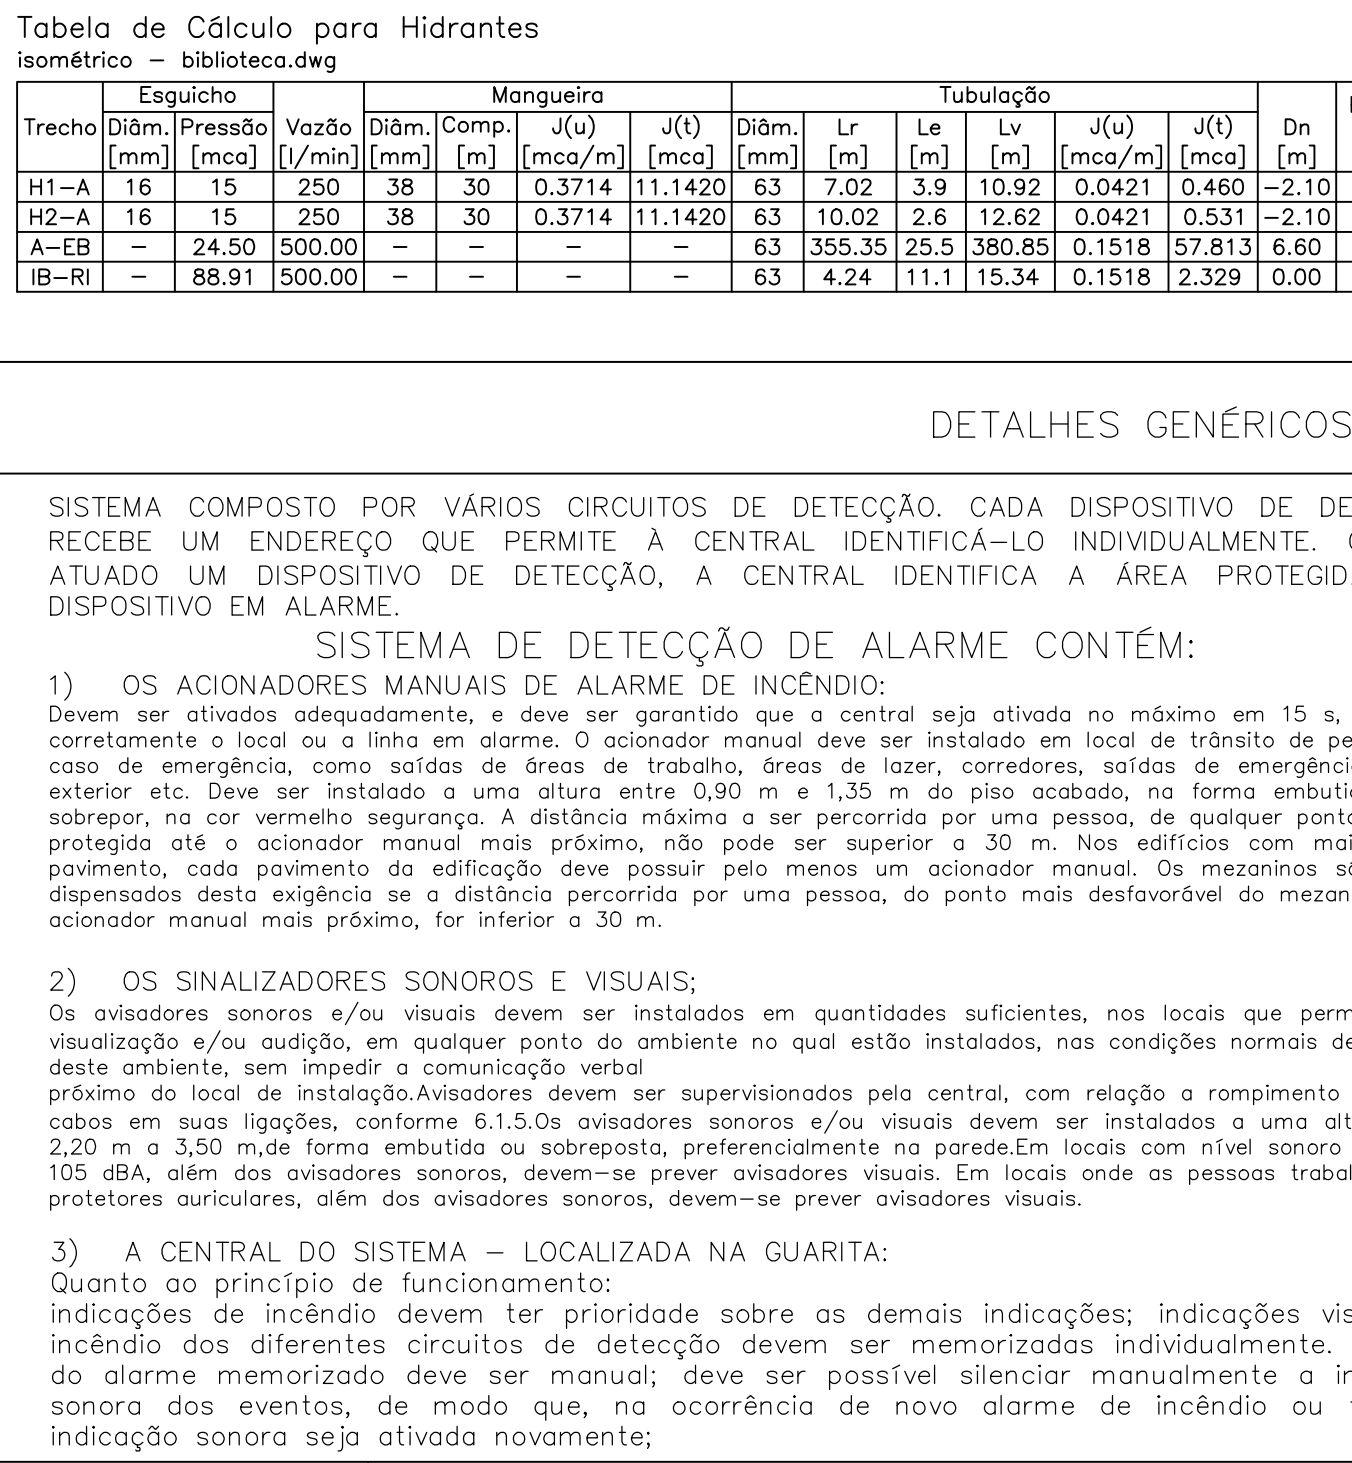 Tabela de Cálculo para Hidrantes
isométrico – biblioteca.dwg
Esguicho Mangueira Tubulação
Trecho Diâm. Pressão Vazão Diâm. Comp. J(u) J(t) Diâm. Lr Le Lv J(u) J(t) Dn
[mm] [mca] [l/min] [mm] [m] [mca/m] [mca] [mm] [m] [m] [m] [mca/m] [mca] [m]
H1–A 16 15 250 38 30 0.3714 11.1420 63 7.02 3.9 10.92 0.0421 0.460 –2.10
H2–A 16 15 250 38 30 0.3714 11.1420 63 10.02 2.6 12.62 0.0421 0.531 –2.10
A–EB – 24.50 500.00 – – – – 63 355.35 25.5 380.85 0.1518 57.813 6.60
IB–RI – 88.91 500.00 – – – – 63 4.24 11.1 15.34 0.1518 2.329 0.00
DETALHES GENÉRICOS
SISTEMA COMPOSTO POR VÁRIOS CIRCUITOS DE DETECÇÃO. CADA DISPOSITIVO DE DE
RECEBE UM ENDEREÇO QUE PERMITE À CENTRAL IDENTIFICÁ–LO INDIVIDUALMENTE.
ATUADO UM DISPOSITIVO DE DETECÇÃO, A CENTRAL IDENTIFICA A ÁREA PROTEGID
DISPOSITIVO EM ALARME.
SISTEMA DE DETECÇÃO DE ALARME CONTÉM:
1) OS ACIONADORES MANUAIS DE ALARME DE INCÊNDIO:
Devem ser ativados adequadamente, e deve ser garantido que a central seja ativada no máximo em 15 s,
corretamente o local ou a linha em alarme. O acionador manual deve ser instalado em local de trânsito de pe
caso de emergência, como saídas de áreas de trabalho, áreas de lazer, corredores, saídas de emergênci
exterior etc. Deve ser instalado a uma altura entre 0,90 m e 1,35 m do piso acabado, na forma embuti
sobrepor, na cor vermelho segurança. A distância máxima a ser percorrida por uma pessoa, de qualquer ponto
protegida até o acionador manual mais próximo, não pode ser superior a 30 m. Nos edifícios com mai
pavimento, cada pavimento da edificação deve possuir pelo menos um acionador manual. Os mezaninos sã
dispensados desta exigência se a distância percorrida por uma pessoa, do ponto mais desfavorável do mezan
acionador manual mais próximo, for inferior a 30 m.
2) OS SINALIZADORES SONOROS E VISUAIS;
Os avisadores sonoros e/ou visuais devem ser instalados em quantidades suficientes, nos locais que perm
visualização e/ou audição, em qualquer ponto do ambiente no qual estão instalados, nas condições normais de
deste ambiente, sem impedir a comunicação verbal
próximo do local de instalação.Avisadores devem ser supervisionados pela central, com relação a rompimento
cabos em suas ligações, conforme 6.1.5.Os avisadores sonoros e/ou visuais devem ser instalados a uma alt
2,20 m a 3,50 m,de forma embutida ou sobreposta, preferencialmente na parede.Em locais com nível sonoro
105 dBA, além dos avisadores sonoros, devem–se prever avisadores visuais. Em locais onde as pessoas trabal
protetores auriculares, além dos avisadores sonoros, devem–se prever avisadores visuais.
3) A CENTRAL DO SISTEMA – LOCALIZADA NA GUARITA:
Quanto ao princípio de funcionamento:
indicações de incêndio devem ter prioridade sobre as demais indicações; indicações vis
incêndio dos diferentes circuitos de detecção devem ser memorizadas individualmente.
do alarme memorizado deve ser manual; deve ser possível silenciar manualmente a in
sonora dos eventos, de modo que, na ocorrência de novo alarme de incêndio ou
indicação sonora seja ativada novamente;